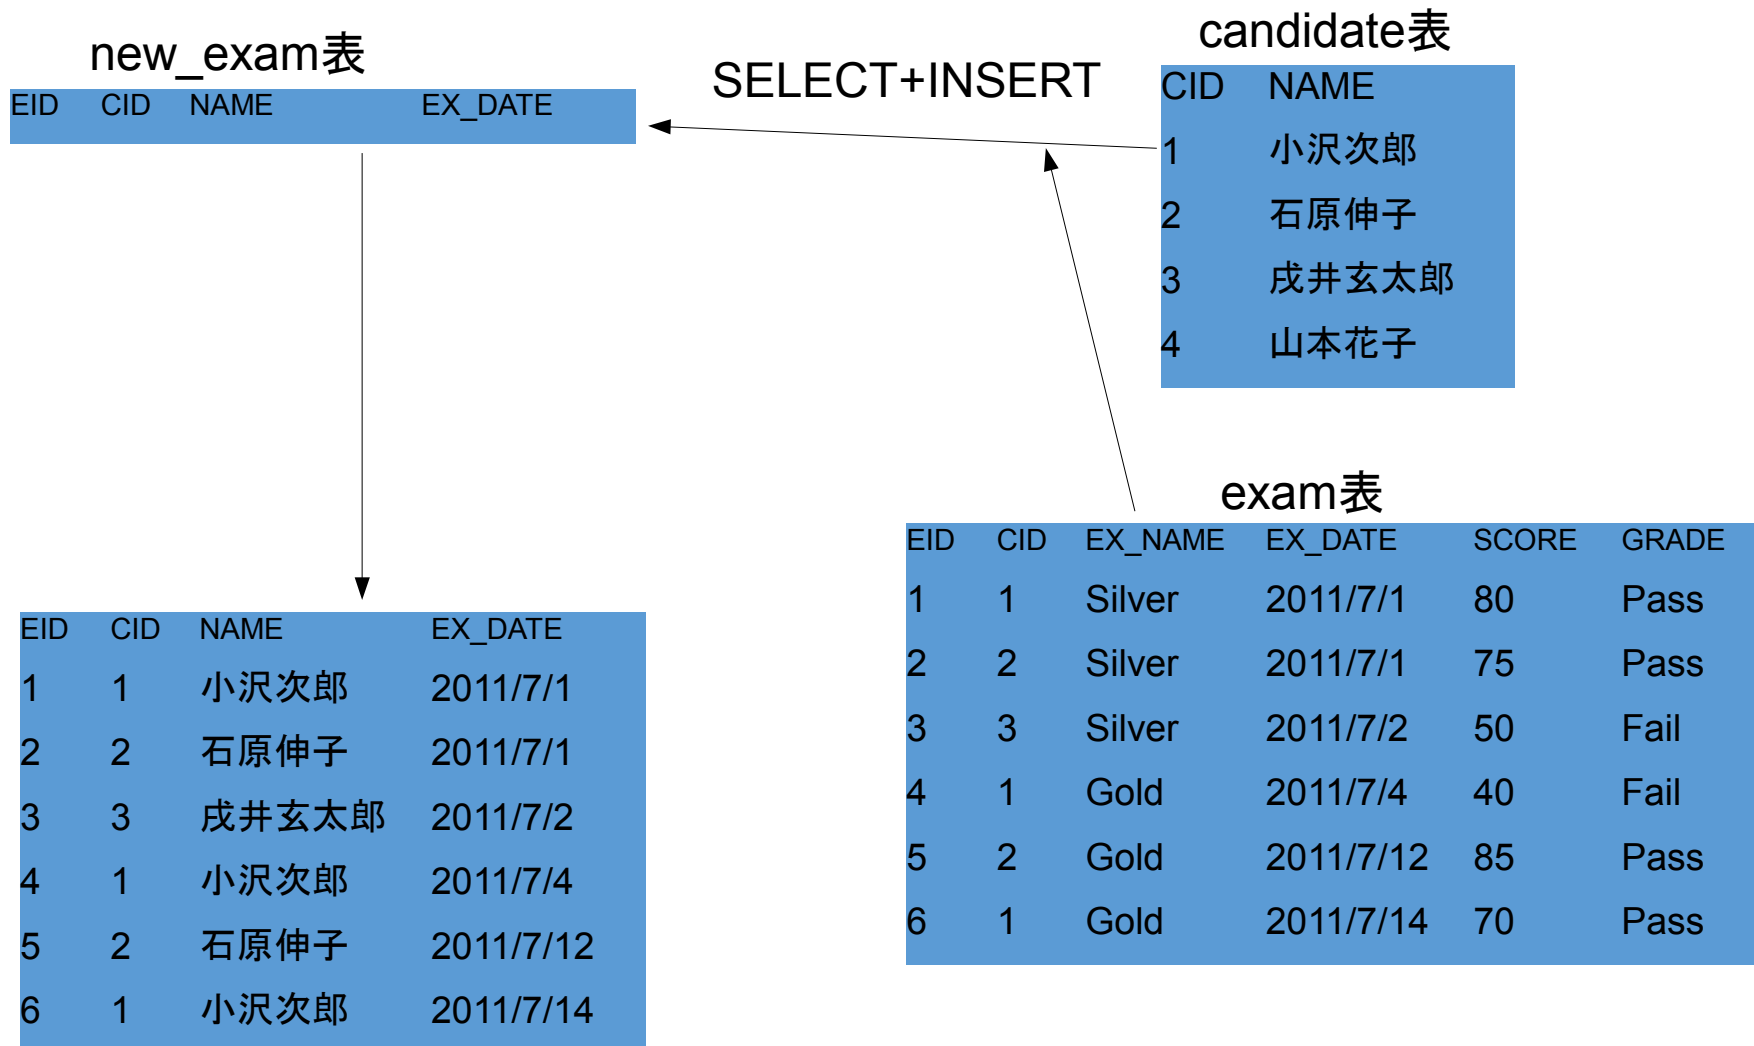 new_exam表
EID CID NAME EX_DATE
SELECT+INSERT
candidate表
CID NAME
1 小沢次郎
2 石原伸子
3 戌井玄太郎
4 山本花子
exam表
EID CID EX_NAME EX_DATE SCORE GRADE
1 1 Silver 2011/7/1 80 Pass
2 2 Silver 2011/7/1 75 Pass
3 3 Silver 2011/7/2 50 Fail
4 1 Gold 2011/7/4 40 Fail
5 2 Gold 2011/7/12 85 Pass
6 1 Gold 2011/7/14 70 Pass
EID CID NAME EX_DATE
1 1 小沢次郎 2011/7/1
2 2 石原伸子 2011/7/1
3 3 戌井玄太郎 2011/7/2
4 1 小沢次郎 2011/7/4
5 2 石原伸子 2011/7/12
6 1 小沢次郎 2011/7/14